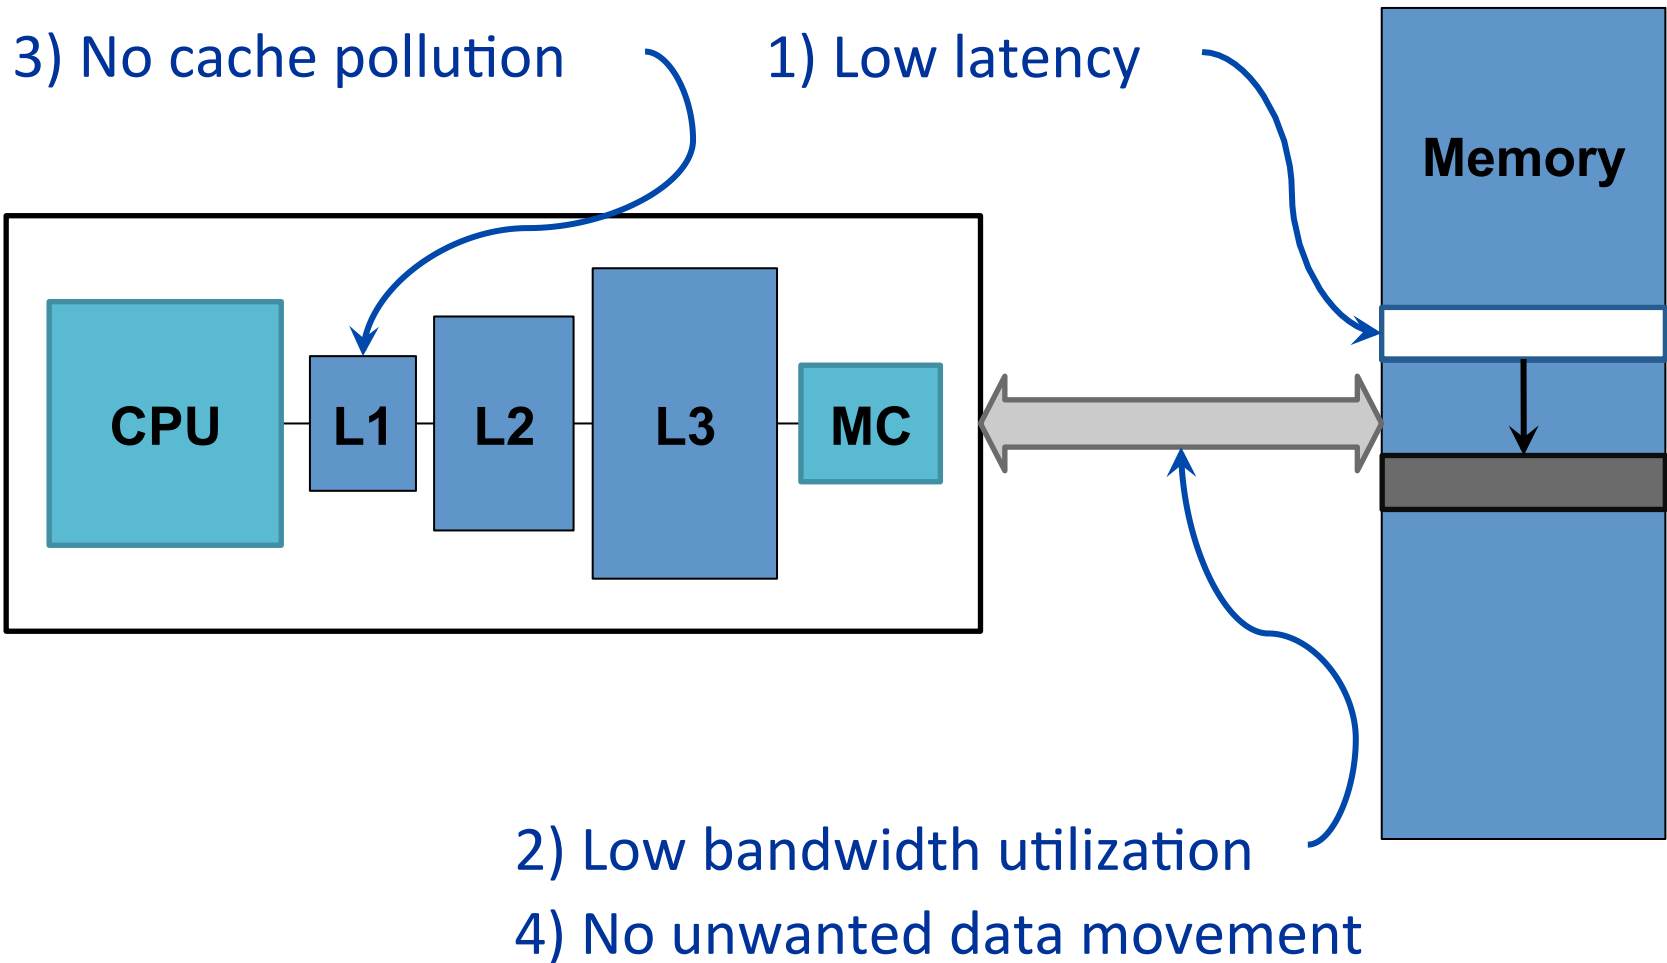 3) No cache pollution
1) Low latency
Memory
CPU
L1
L2
L3
MC
2) Low bandwidth utilization
4) No unwanted data movement